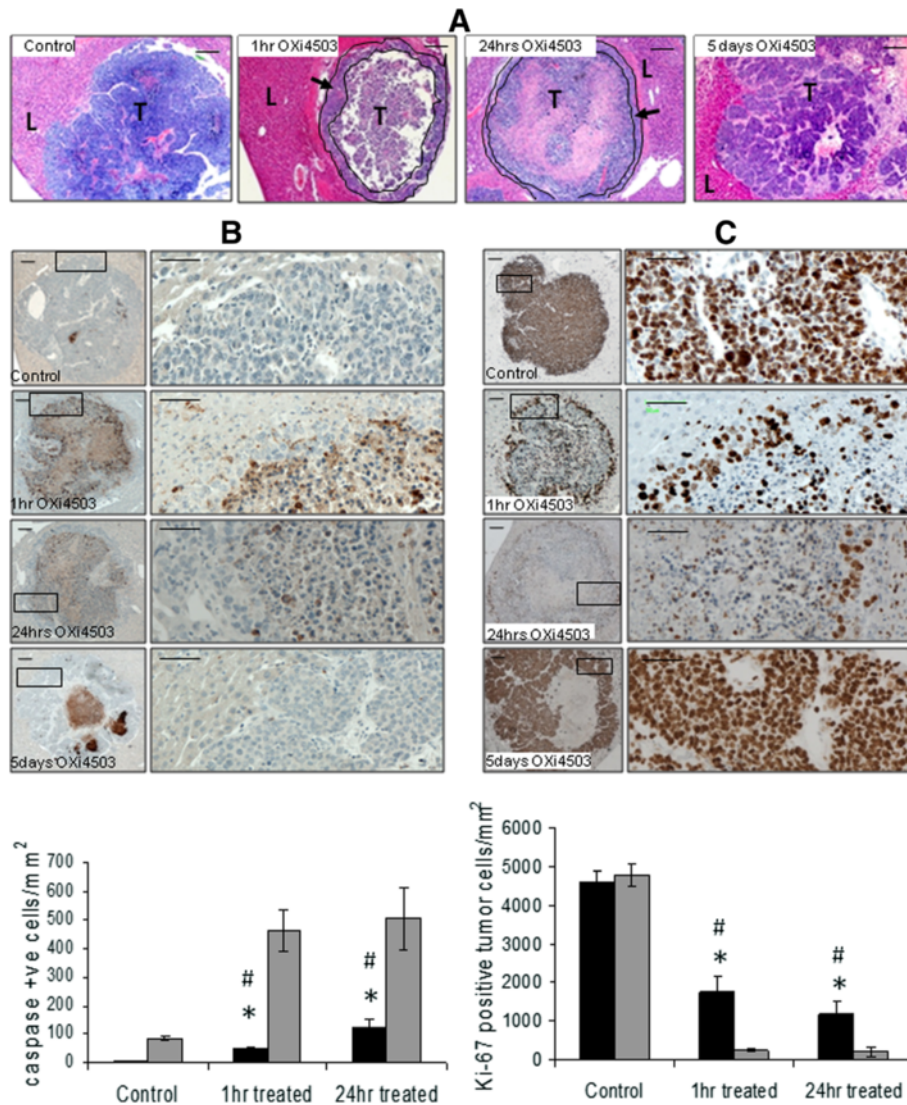 A
Control
1hr OXi4503
24hrs OXi4503
5 days OXi4503
L
T
L
T
T
L
T
L
B
C
Control
Control
1hr OXi4503
1hr OXi4503
24hrs OXi4503
24hrs OXi4503
5days OXi4503
5days OXi4503
caspase +ve cells/mm²
700
600
500
400
300
200
100
0
#
*
#
*
Control
1hr treated
24hr treated
Ki-67 positive tumor cells/mm²
6000
5000
4000
3000
2000
1000
0
#
*
#
*
Control
1hr treated
24hr treated